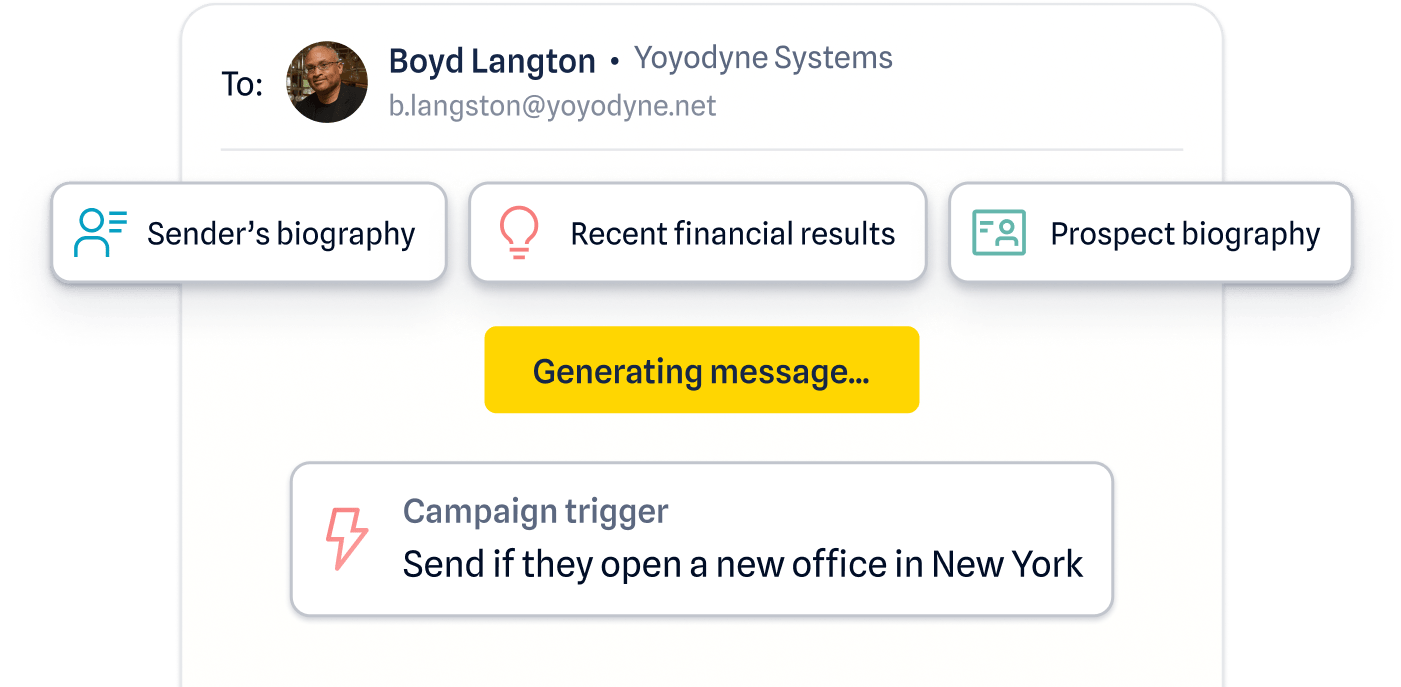 To:
Boyd Langton • Yoyodyne Systems
b.langston@yoyodyne.net
Sender’s biography
Recent financial results
Prospect biography
Generating message...
Campaign trigger
Send if they open a new office in New York